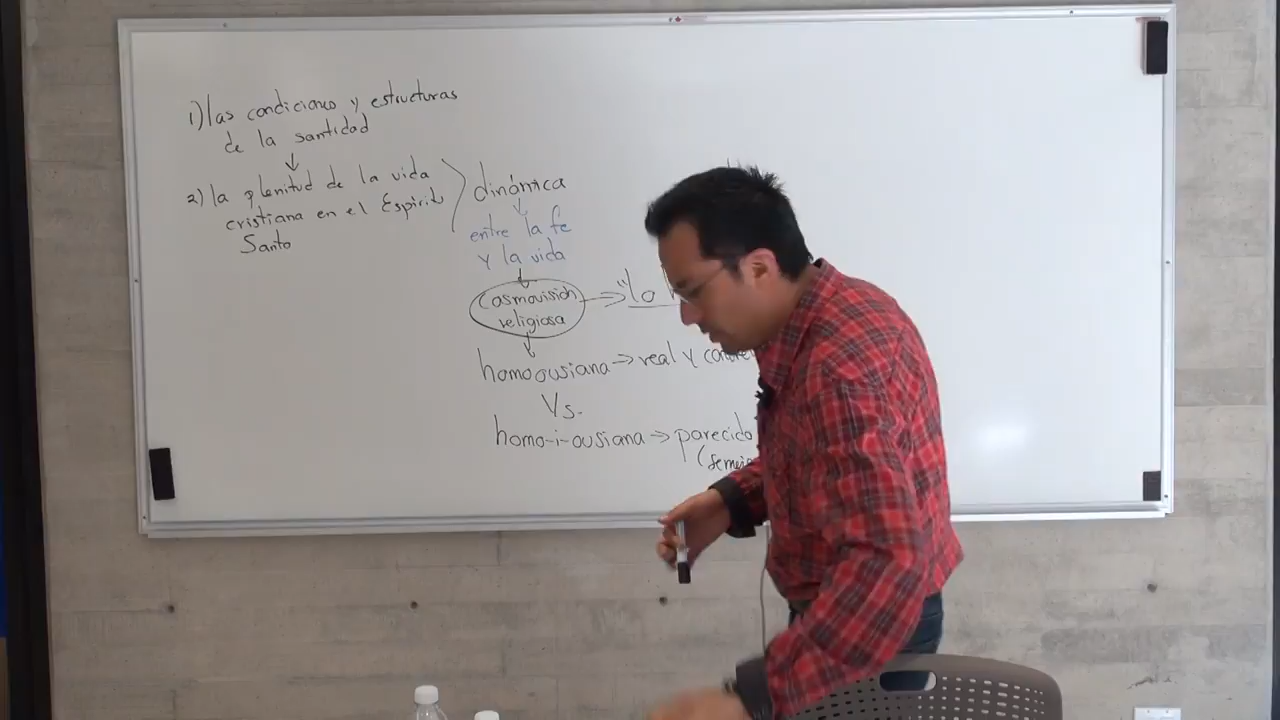 1) las condiciones y estructuras
de la santidad
2) la plenitud de la vida
cristiana en el Espíritu
Santo
dinámica
entre la fe
y la vida
Cosmovisión
religiosa
"lo
homoousiana → real y
Vs.
homo-i-ousiana → parecido